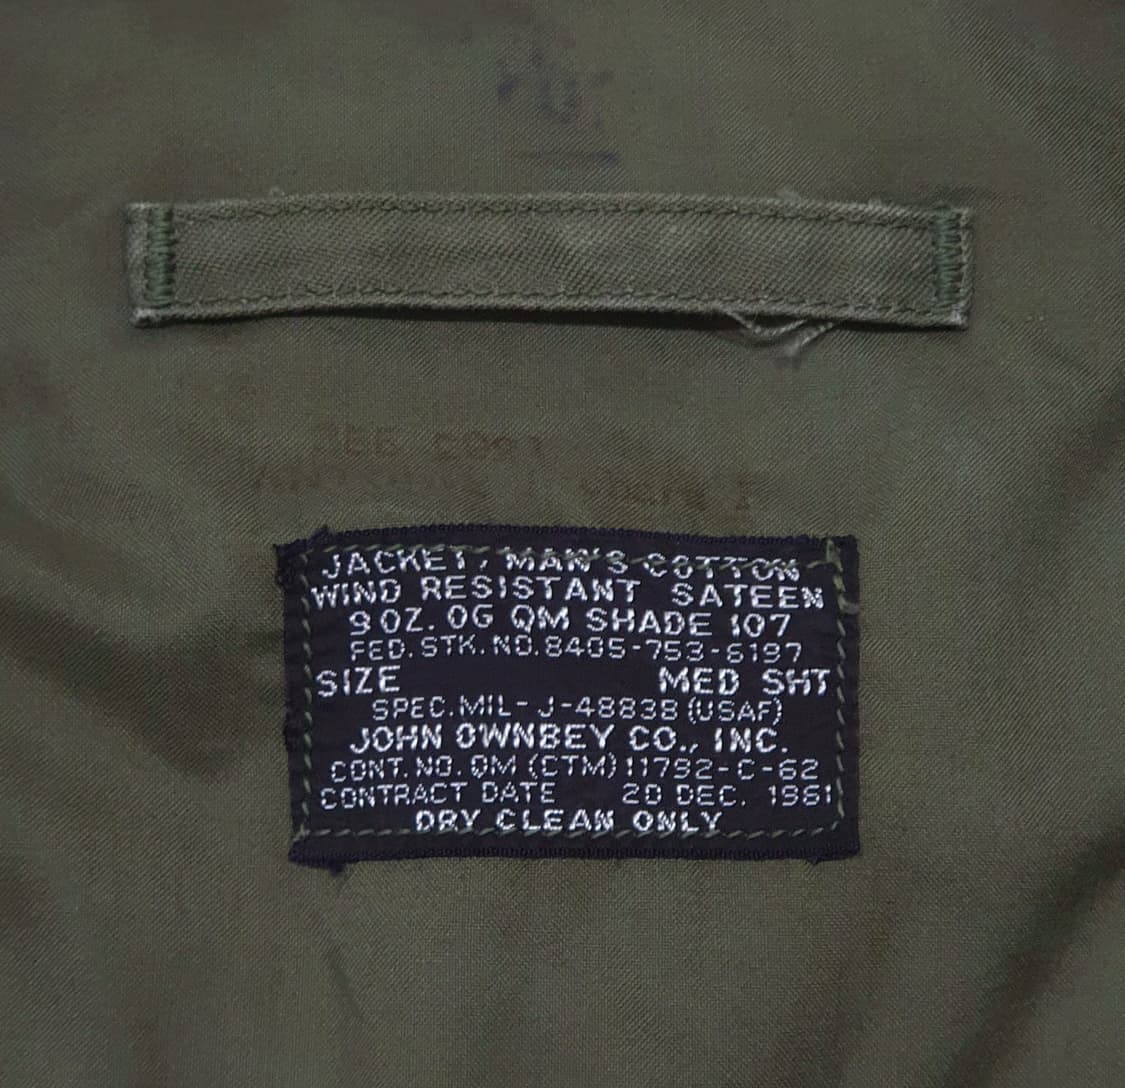 JACKET, MAN'S COTTON
WIND RESISTANT SATEEN
9 OZ. OG QM SHADE 107
FED. STK. NO. 8405-753-6197
SIZE MED SHT
SPEC. MIL-J-4883B (USAF)
JOHN OWNBEY CO., INC.
CONT. NO. QM (CTM) 11792-C-62
CONTRACT DATE 20 DEC. 1961
DRY CLEAN ONLY